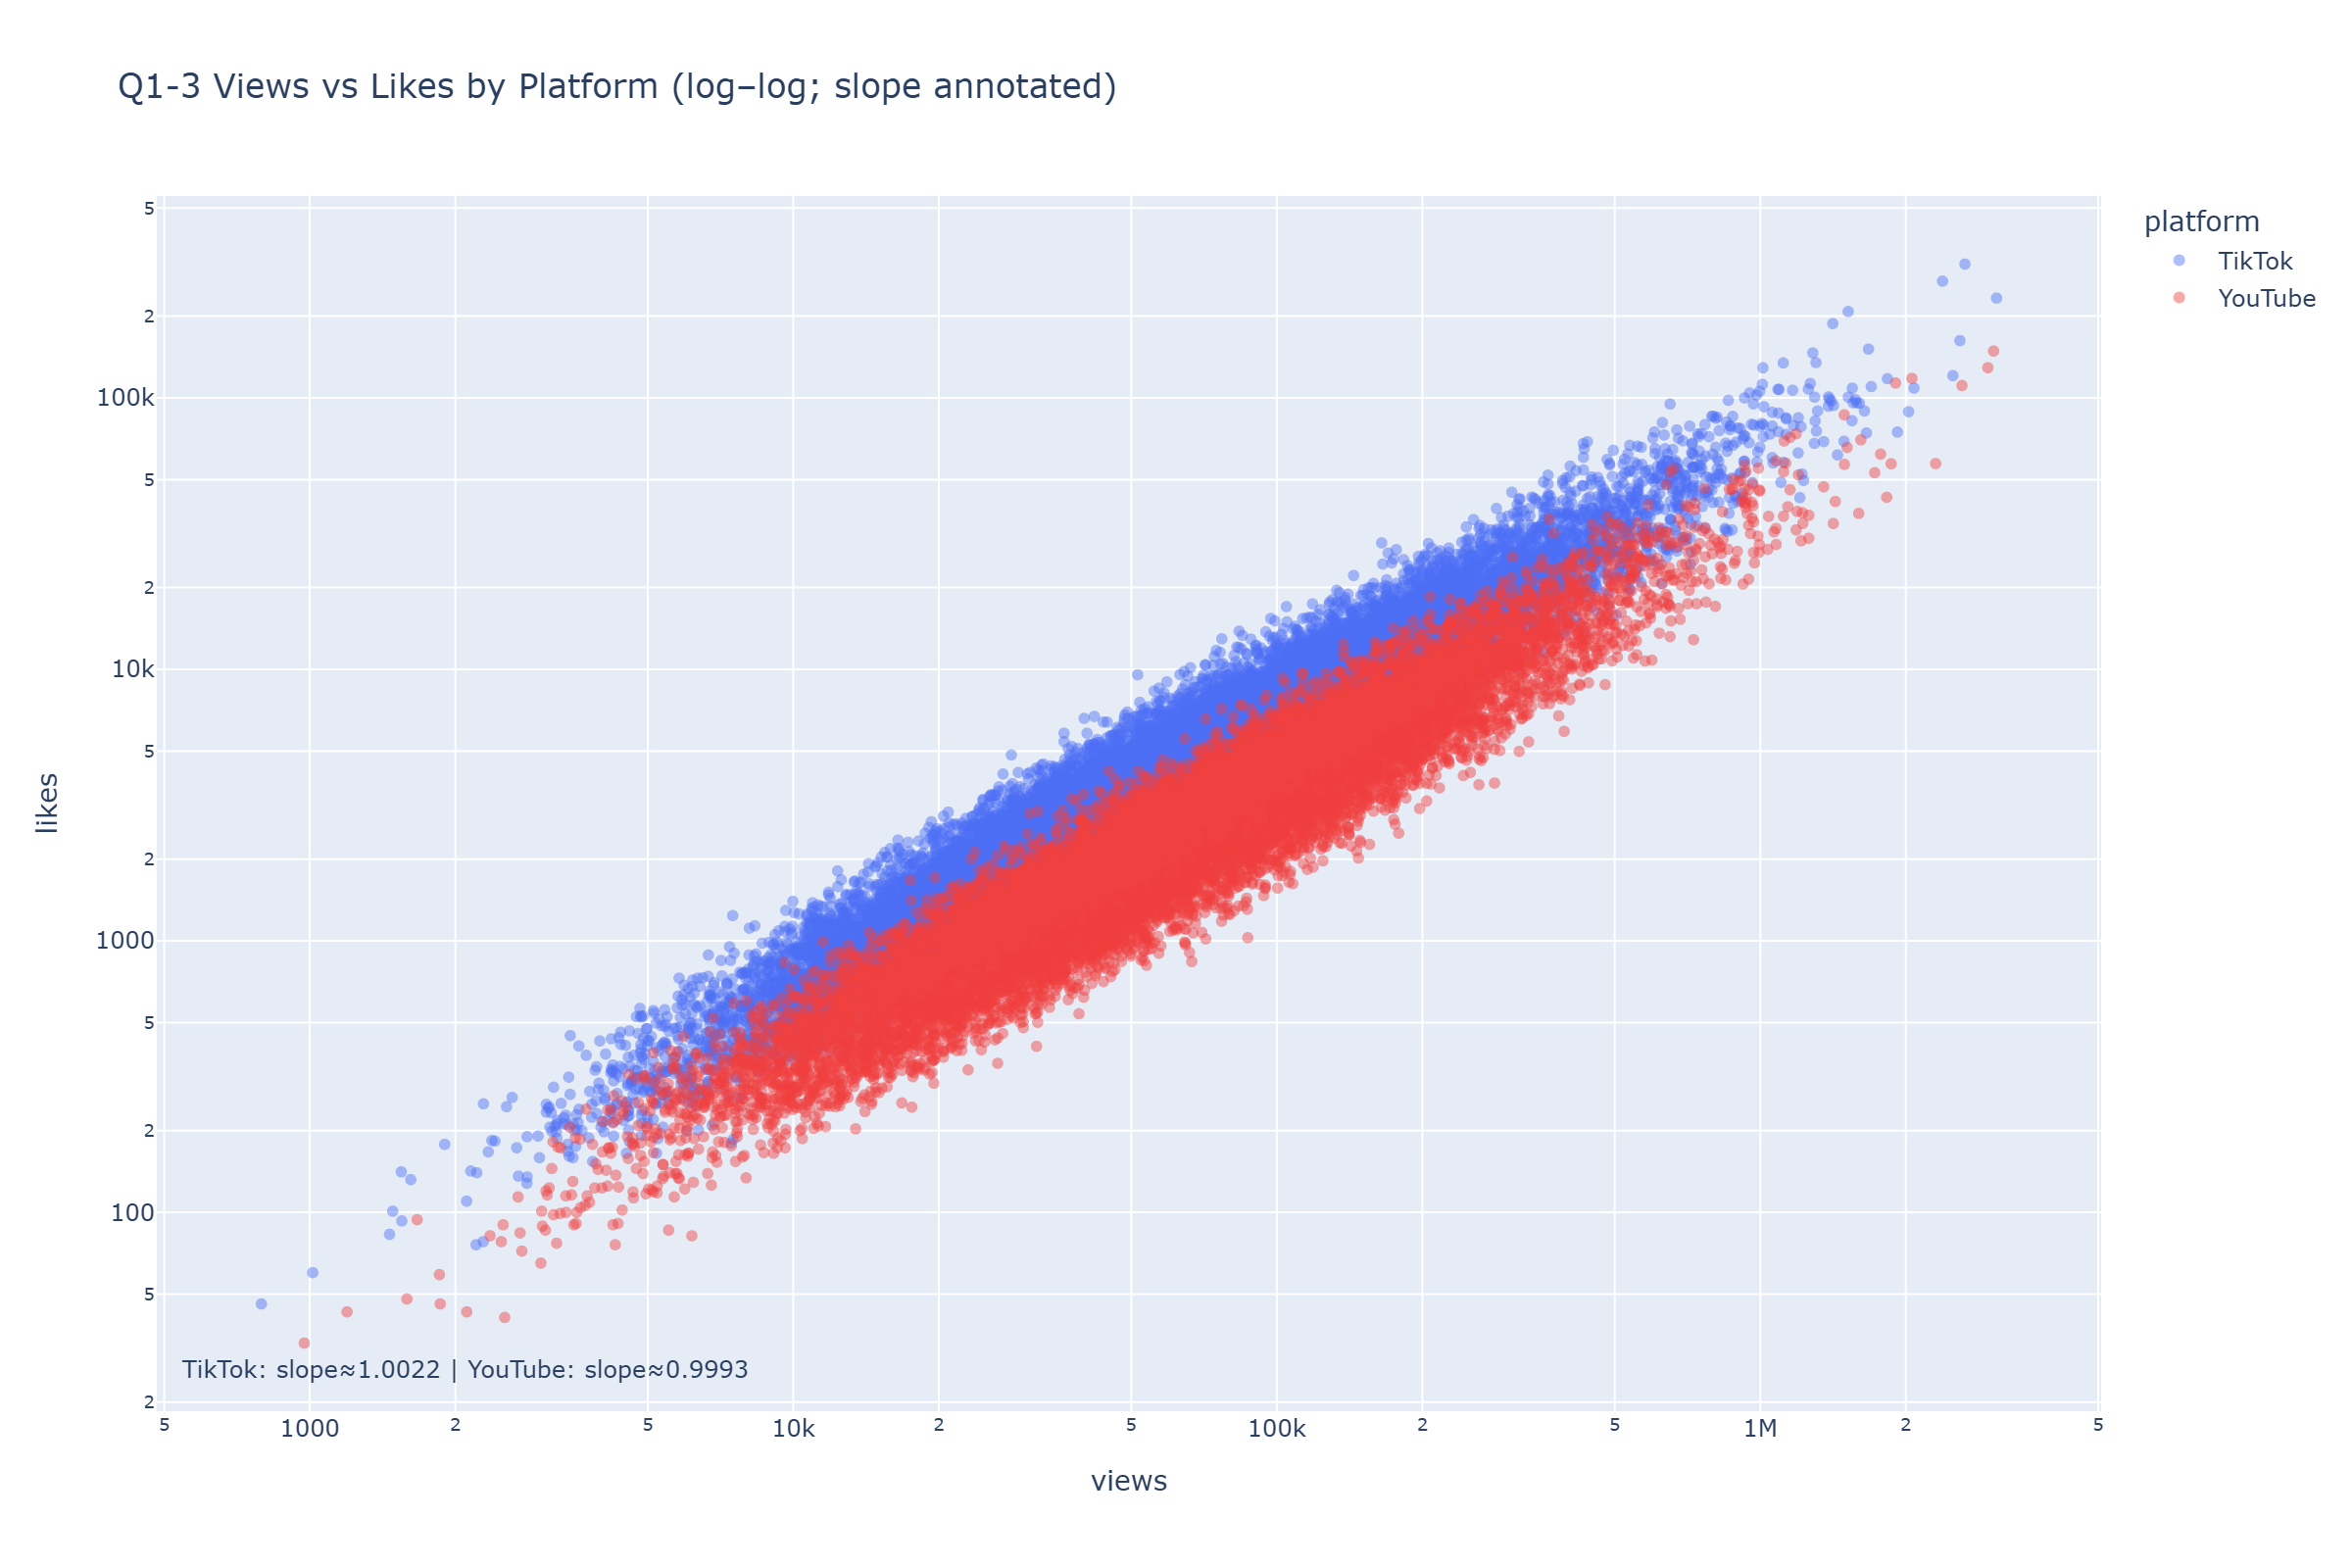 Q1-3 Views vs Likes by Platform (log–log; slope annotated)
platform
TikTok
YouTube
5
2
100k
5
2
10k
5
2
1000
5
2
100
5
2
likes
TikTok: slope≈1.0022 | YouTube: slope≈0.9993
5 1000 2 5 10k 2 5 100k 2 5 1M 2 5
views